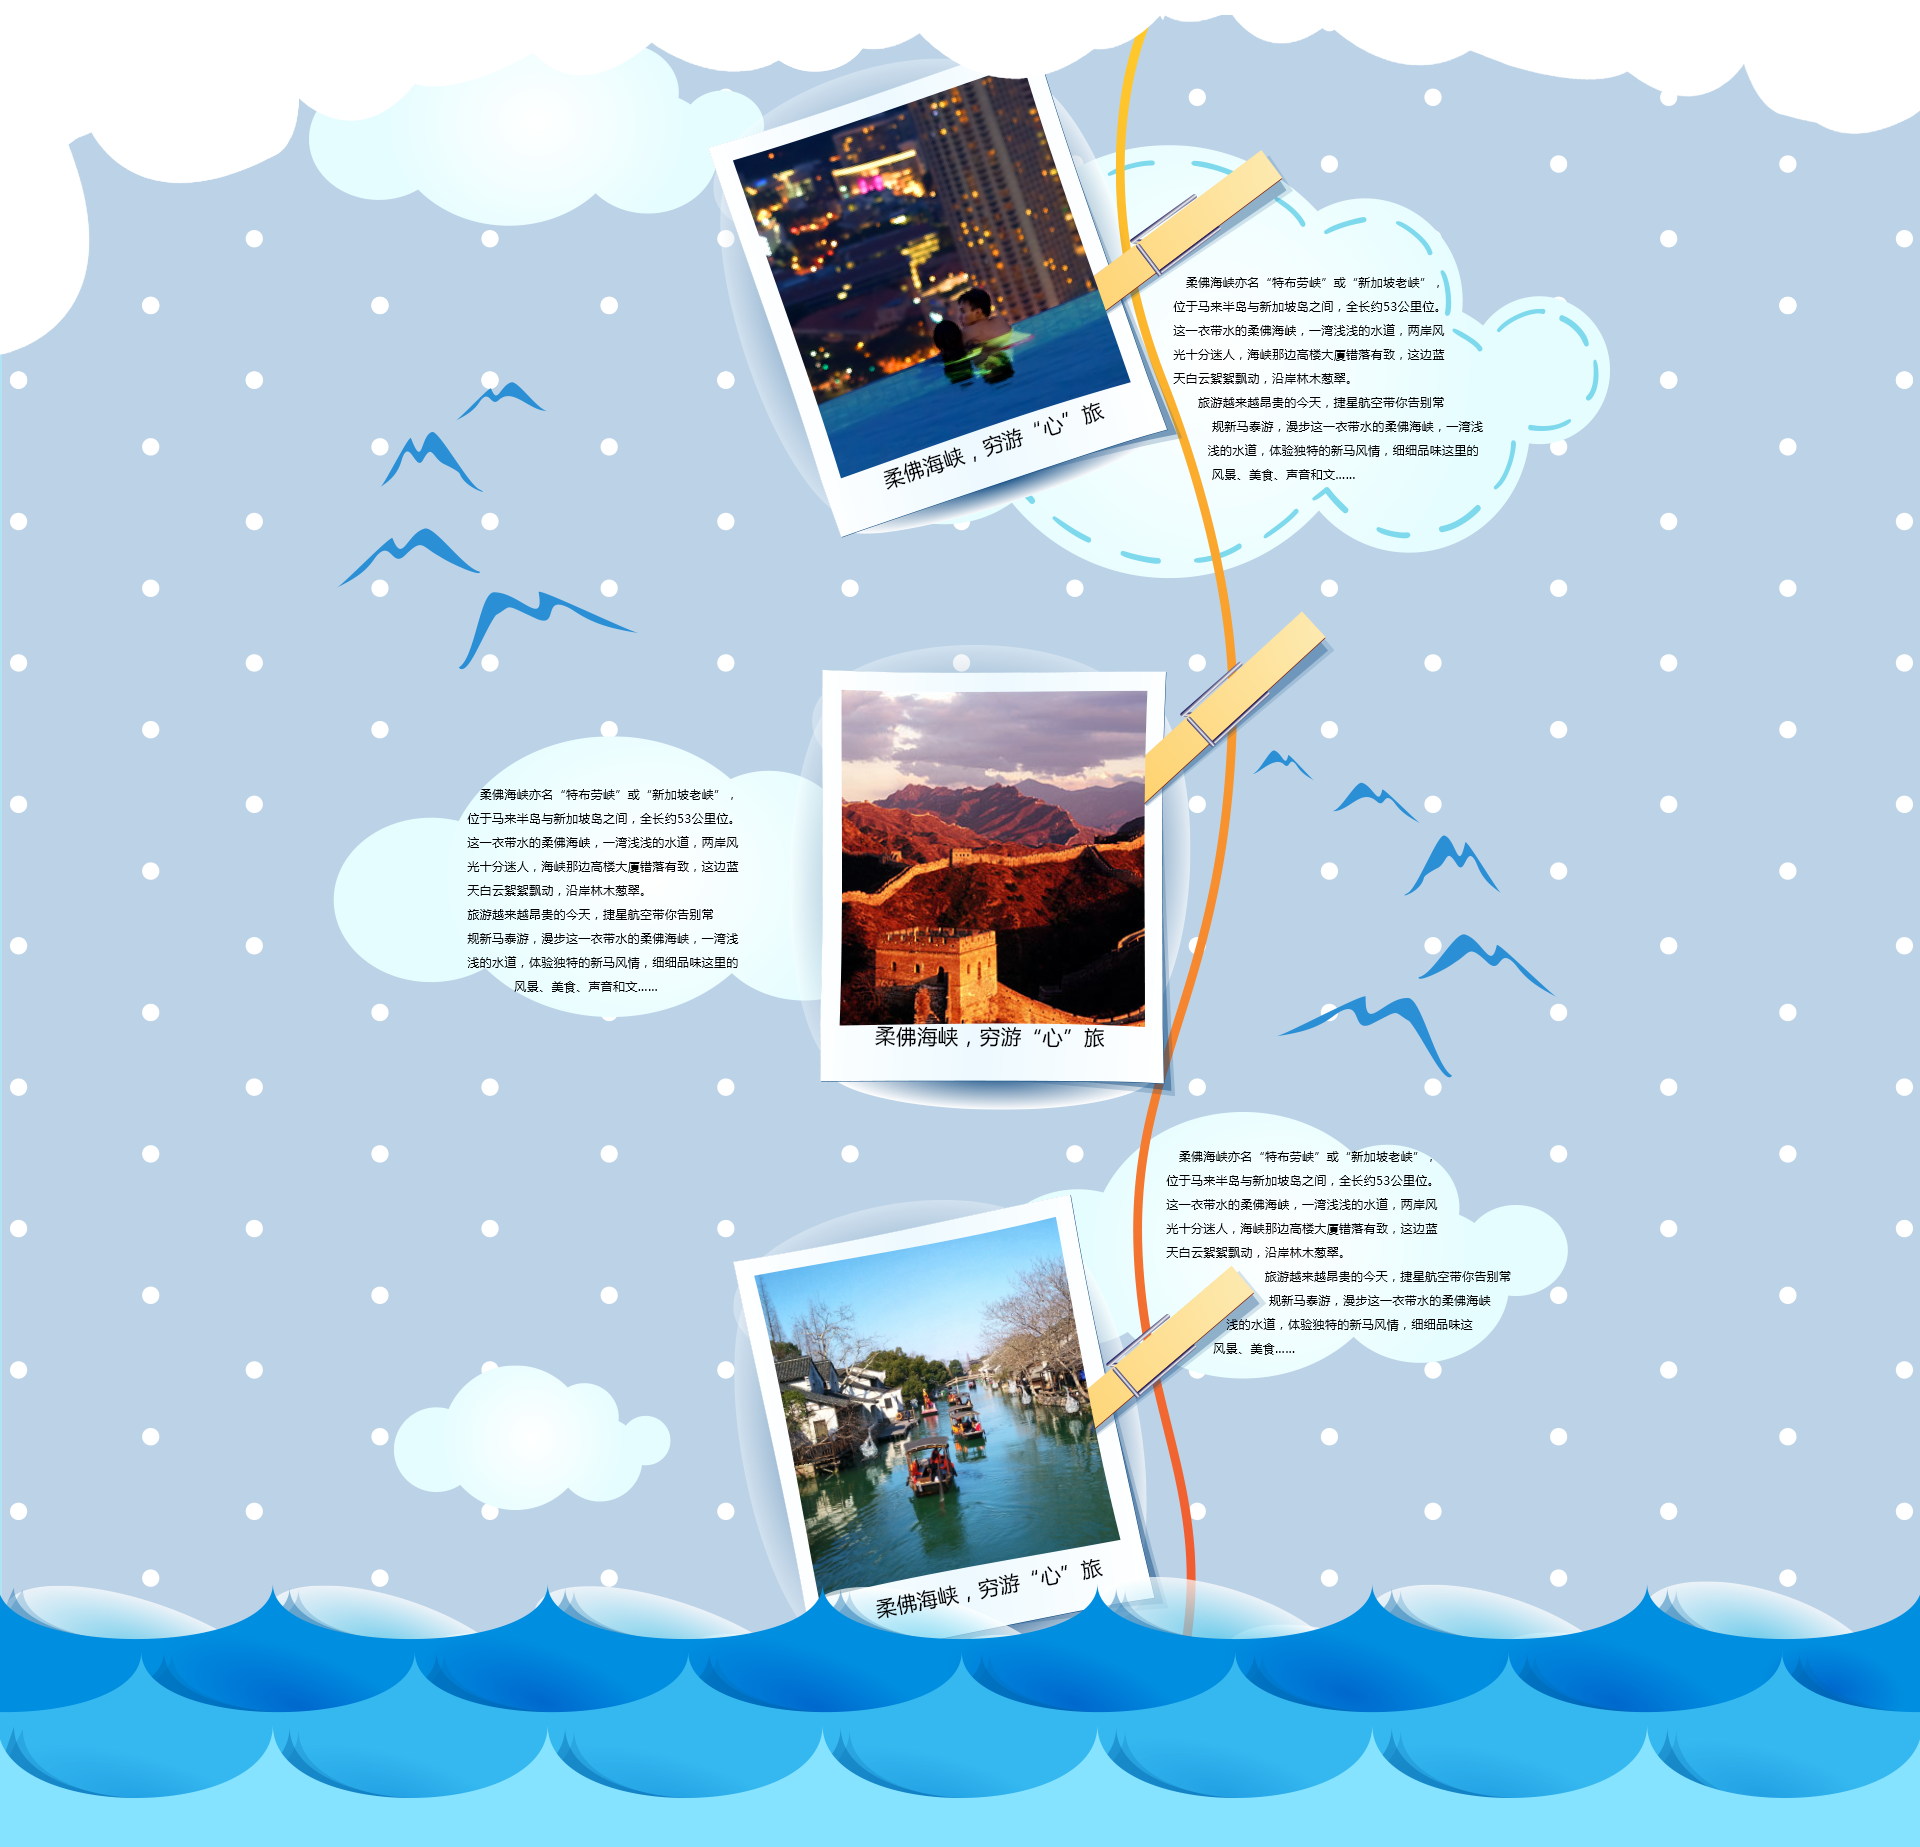 柔佛海峡亦名“特布劳峡”或“新加坡老峡”，
位于马来半岛与新加坡岛之间，全长约53公里位。
这一衣带水的柔佛海峡，一湾浅浅的水道，两岸风
光十分迷人，海峡那边高楼大厦错落有致，这边蓝
天白云絮絮飘动，沿岸林木葱翠。
旅游越来越昂贵的今天，捷星航空带你告别常
规新马泰游，漫步这一衣带水的柔佛海峡，一湾浅
浅的水道，体验独特的新马风情，细细品味这里的
风景、美食、声音和文......
柔佛海峡，穷游“心”旅
柔佛海峡亦名“特布劳峡”或“新加坡老峡”，
位于马来半岛与新加坡岛之间，全长约53公里位。
这一衣带水的柔佛海峡，一湾浅浅的水道，两岸风
光十分迷人，海峡那边高楼大厦错落有致，这边蓝
天白云絮絮飘动，沿岸林木葱翠。
旅游越来越昂贵的今天，捷星航空带你告别常
规新马泰游，漫步这一衣带水的柔佛海峡，一湾浅
浅的水道，体验独特的新马风情，细细品味这里的
风景、美食、声音和文......
柔佛海峡，穷游“心”旅
柔佛海峡亦名“特布劳峡”或“新加坡老峡”，
位于马来半岛与新加坡岛之间，全长约53公里位。
这一衣带水的柔佛海峡，一湾浅浅的水道，两岸风
光十分迷人，海峡那边高楼大厦错落有致，这边蓝
天白云絮絮飘动，沿岸林木葱翠。
旅游越来越昂贵的今天，捷星航空带你告别常
规新马泰游，漫步这一衣带水的柔佛海峡
浅的水道，体验独特的新马风情，细细品味这
风景、美食......
柔佛海峡，穷游“心”旅